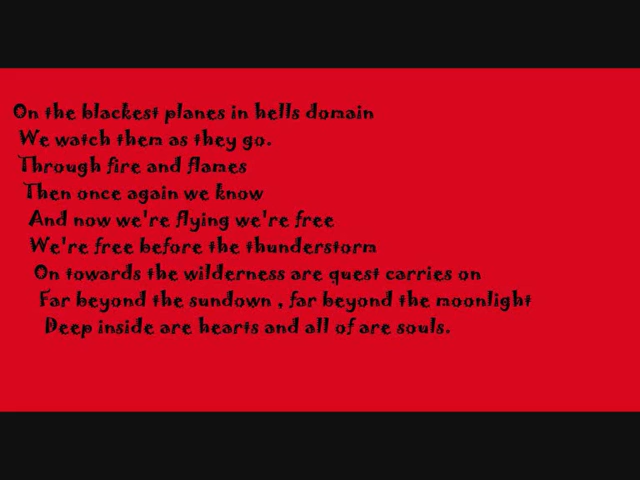 On the blackest planes in hells domain
We watch them as they go.
Through fire and flames
Then once again we know
And now we're flying we're free
We're free before the thunderstorm
On towards the wilderness are quest carries on
Far beyond the sundown , far beyond the moonlight
Deep inside are hearts and all of are souls.